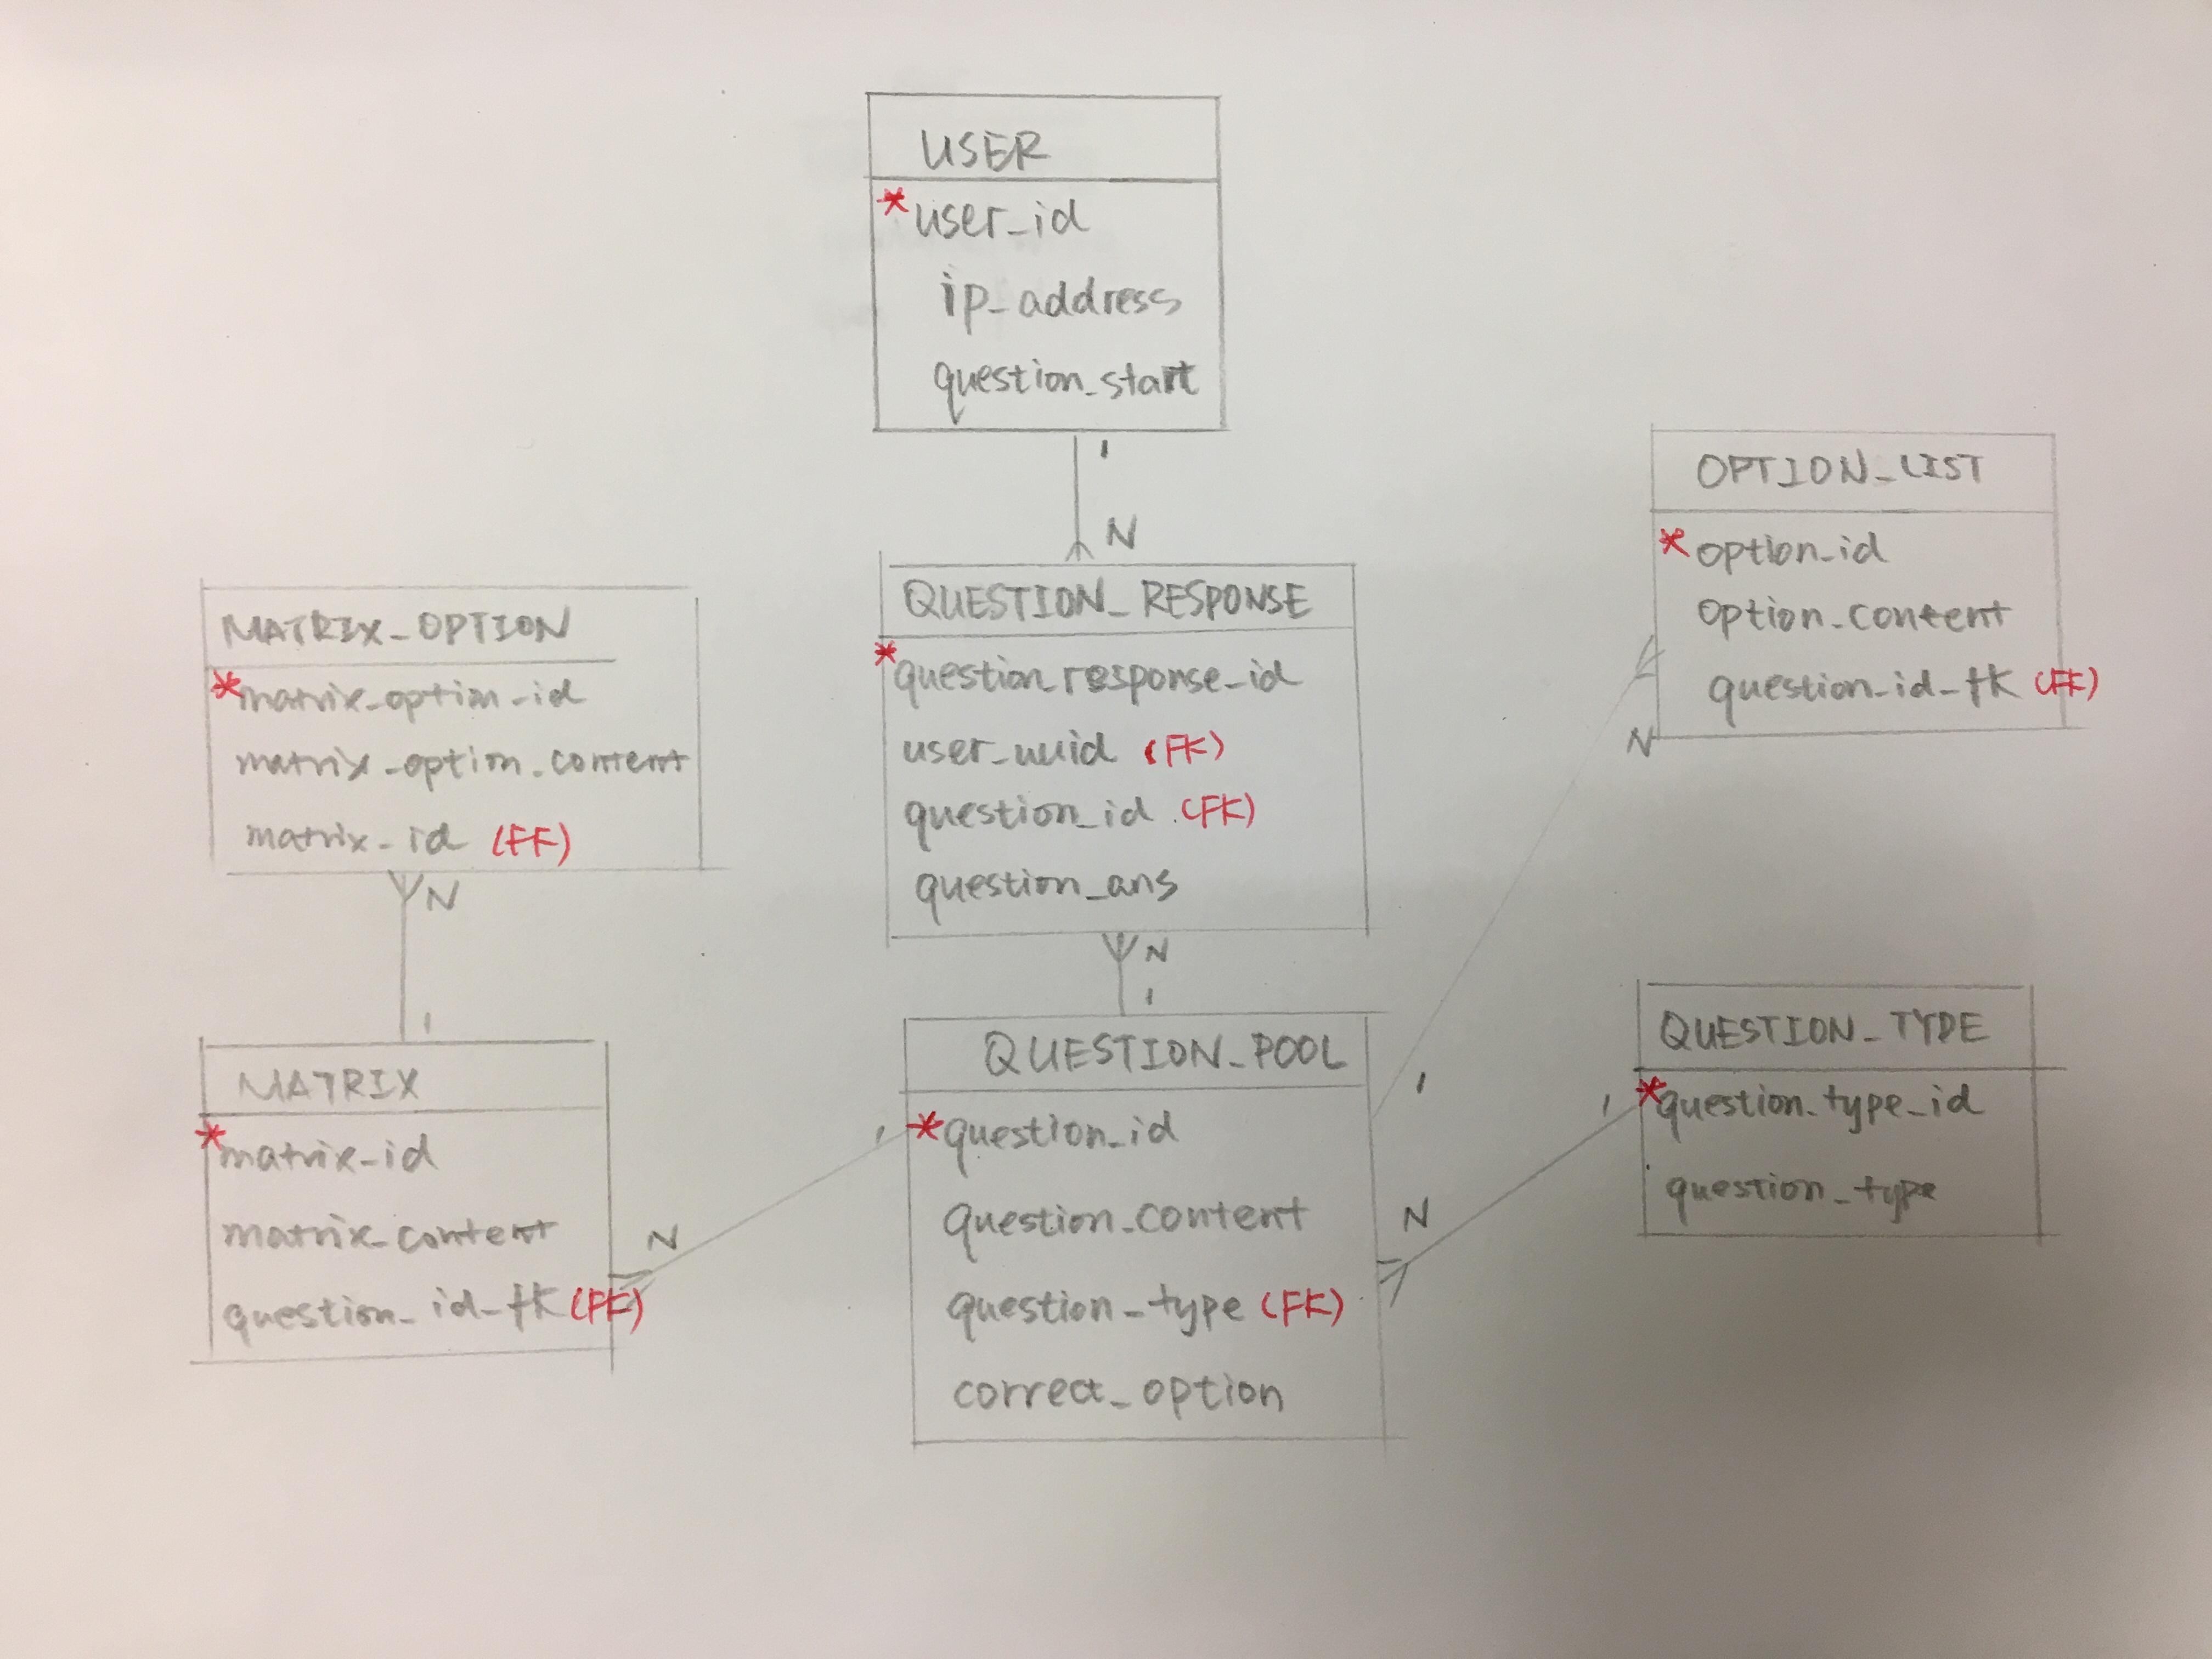 USER
*user_id
ip_address
question_start
1
N
OPTION_LIST
*option_id
option_content
question_id_fk (FK)
N
MATRIX_OPTION
*matrix_option_id
matrix_option_content
matrix_id (FK)
N
1
QUESTION_RESPONSE
*question_response_id
user_uuid (FK)
question_id (FK)
question_ans
N
1
MATRIX
*matrix_id
matrix_content
question_id_fk (FK)
N
1
QUESTION_POOL
*question_id
question_content
question_type (FK)
correct_option
1
N
1
QUESTION_TYPE
*question_type_id
question_type